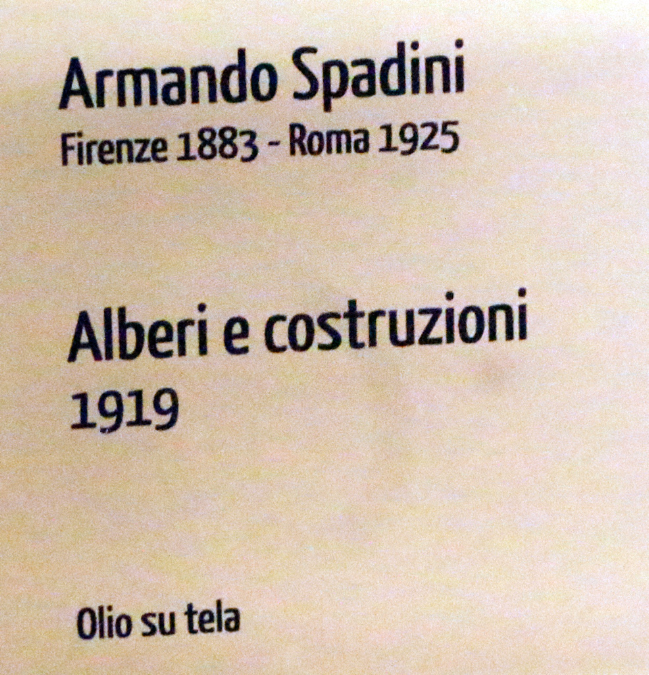 Armando Spadini
Firenze 1883 - Roma 1925
Alberi e costruzioni
1919
Olio su tela